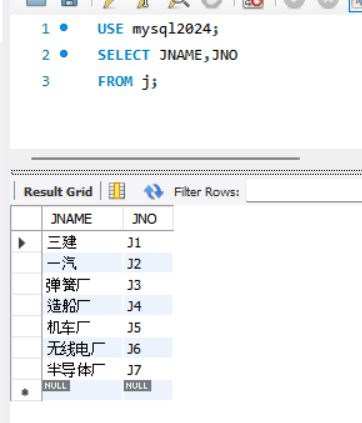 1 USE mysql2024;
2 SELECT JNAME,JNO
3 FROM j;
Result Grid Filter Rows:
JNAME JNO
三建 J1
一汽 J2
弹簧厂 J3
造船厂 J4
机车厂 J5
无线电厂 J6
半导体厂 J7
NULL NULL